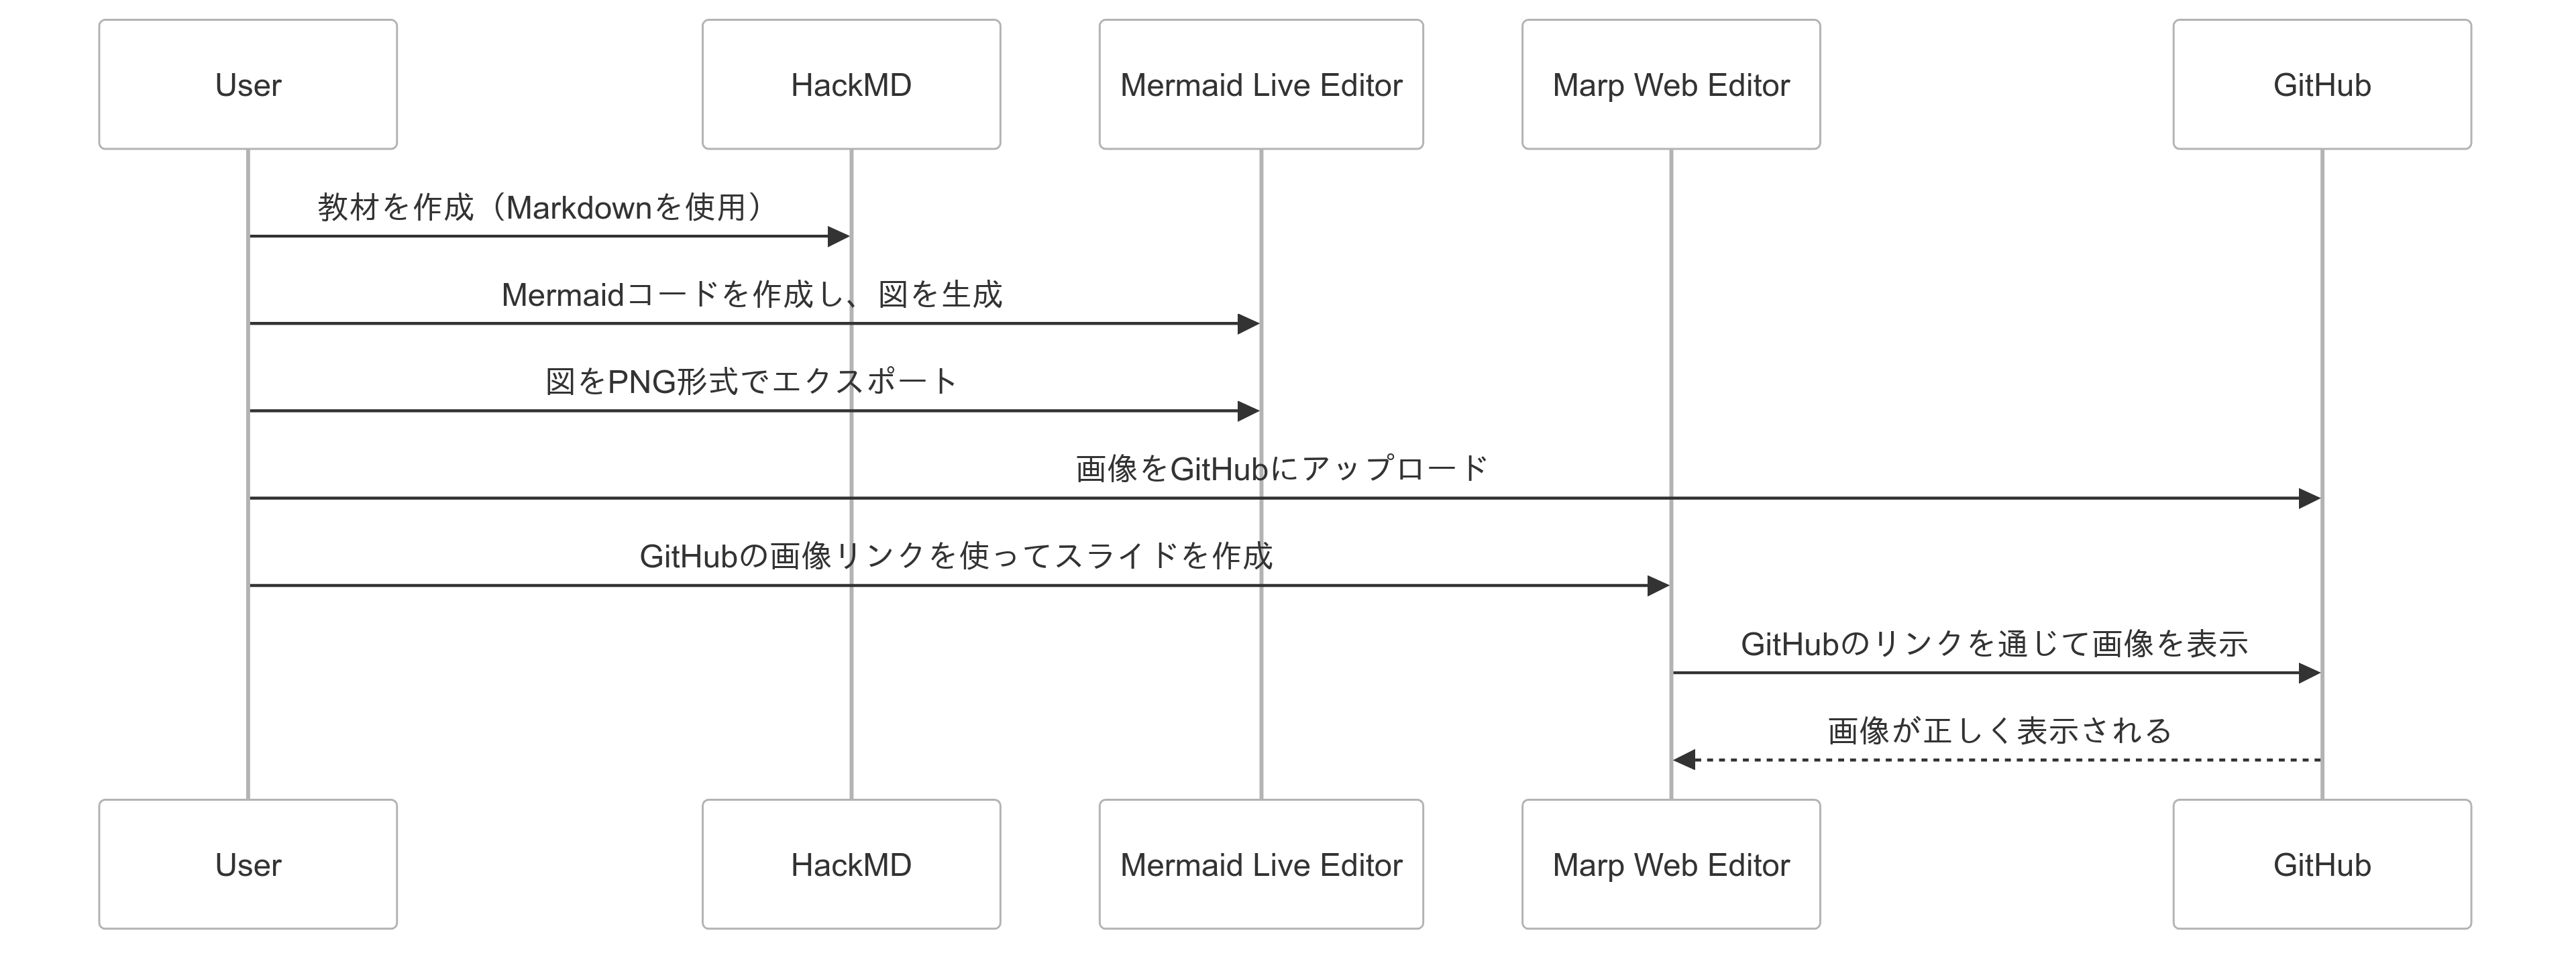 User
HackMD
Mermaid Live Editor
Marp Web Editor
GitHub
教材を作成（Markdownを使用）
Mermaidコードを作成し、図を生成
図をPNG形式でエクスポート
画像をGitHubにアップロード
GitHubの画像リンクを使ってスライドを作成
GitHubのリンクを通じて画像を表示
画像が正しく表示される
User
HackMD
Mermaid Live Editor
Marp Web Editor
GitHub